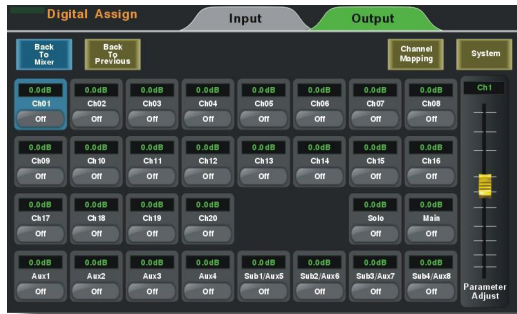 Digital Assign
Input
Output
Back
To
Mixer
Back
To
Previous
Channel
Mapping
System
0.0dB 0.0dB 0.0dB 0.0dB 0.0dB 0.0dB 0.0dB 0.0dB Ch1
Ch01 Ch02 Ch03 Ch04 Ch05 Ch06 Ch07 Ch08
Off Off Off Off Off Off Off Off
0.0dB 0.0dB 0.0dB 0.0dB 0.0dB 0.0dB 0.0dB 0.0dB
Ch09 Ch10 Ch11 Ch12 Ch13 Ch14 Ch15 Ch16
Off Off Off Off Off Off Off Off
0.0dB 0.0dB 0.0dB 0.0dB 0.0dB 0.0dB
Ch17 Ch18 Ch19 Ch20 Solo Main
Off Off Off Off Off Off
0.0dB 0.0dB 0.0dB 0.0dB 0.0dB 0.0dB 0.0dB 0.0dB
Aux1 Aux2 Aux3 Aux4 Sub1/Aux5 Sub2/Aux6 Sub3/Aux7 Sub4/Aux8
Off Off Off Off Off Off Off Off
Parameter
Adjust